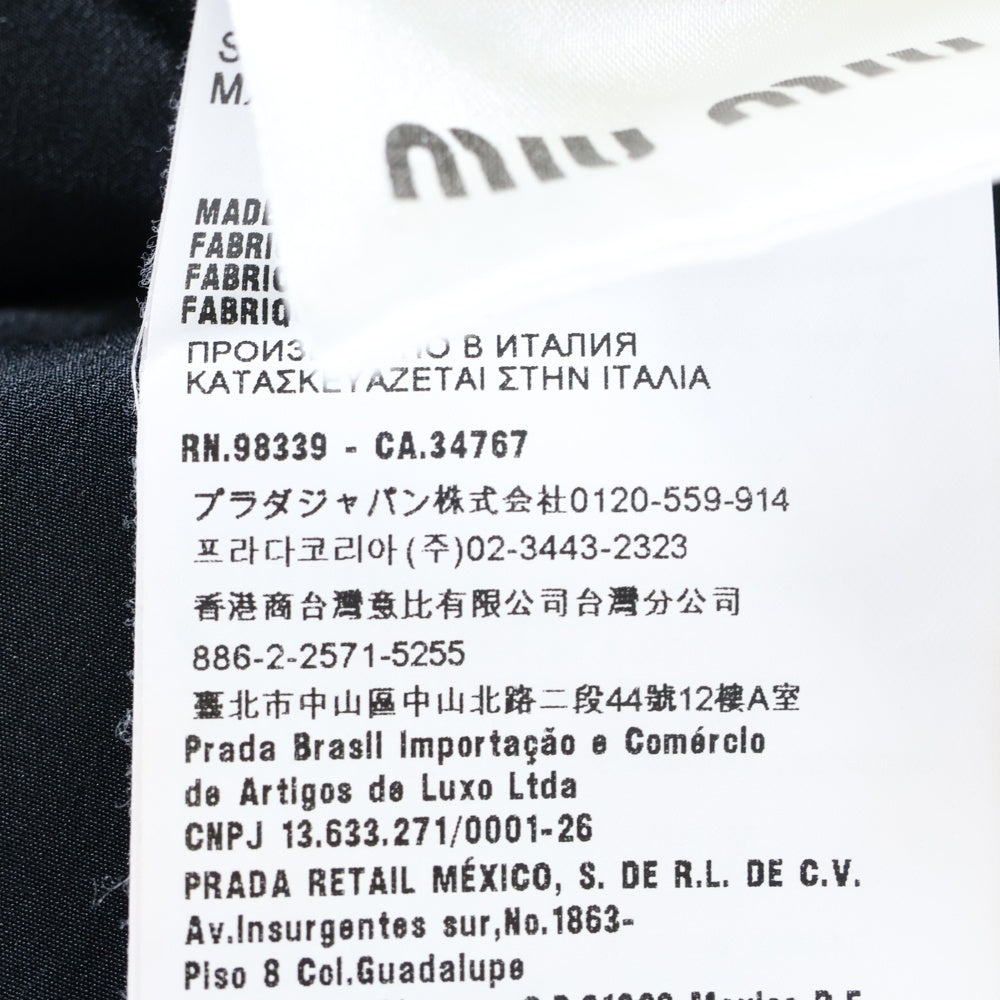 miu miu
MADE
FABRI
FABRIC
FABRIQ
В ИТАЛИЯ
ΚΑΤΑΣΚΕΥΑΖΕΤΑΙ ΣΤΗΝ ΙΤΑΛΙΑ
RN.98339 - CA.34767
プラダジャパン株式会社0120-559-914
프라다코리아(주)02-3443-2323
香港商台灣意比有限公司台灣分公司
886-2-2571-5255
臺北市中山區中山北路二段44號12樓A室
Prada Brasil Importação e Comércio
de Artigos de Luxo Ltda
CNPJ 13.633.271/0001-26
PRADA RETAIL MÉXICO, S. DE R.L. DE C.V.
Av.Insurgentes sur,No.1863-
Piso 8 Col.Guadalupe